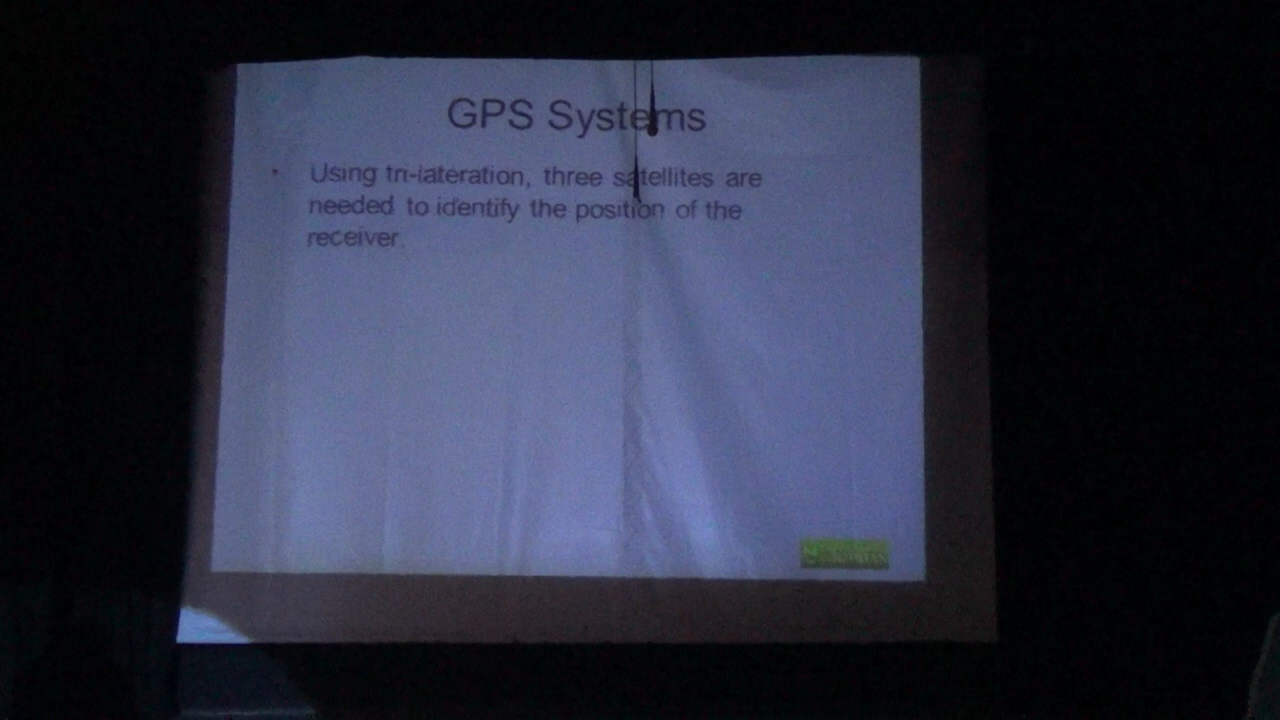 GPS Systems
• Using tri-lateration, three satellites are
needed to identify the position of the
receiver.